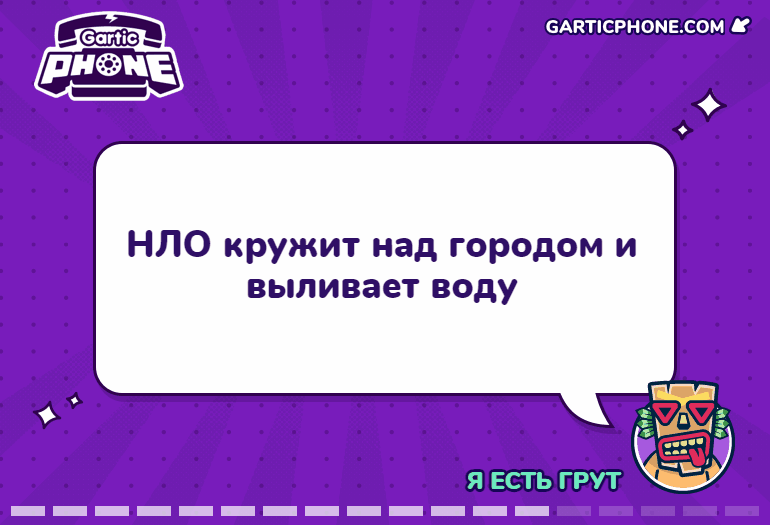 Gartic
PHONE
GARTICPHONE.COM
НЛО кружит над городом и
выливает воду
Я ЕСТЬ ГРУТ